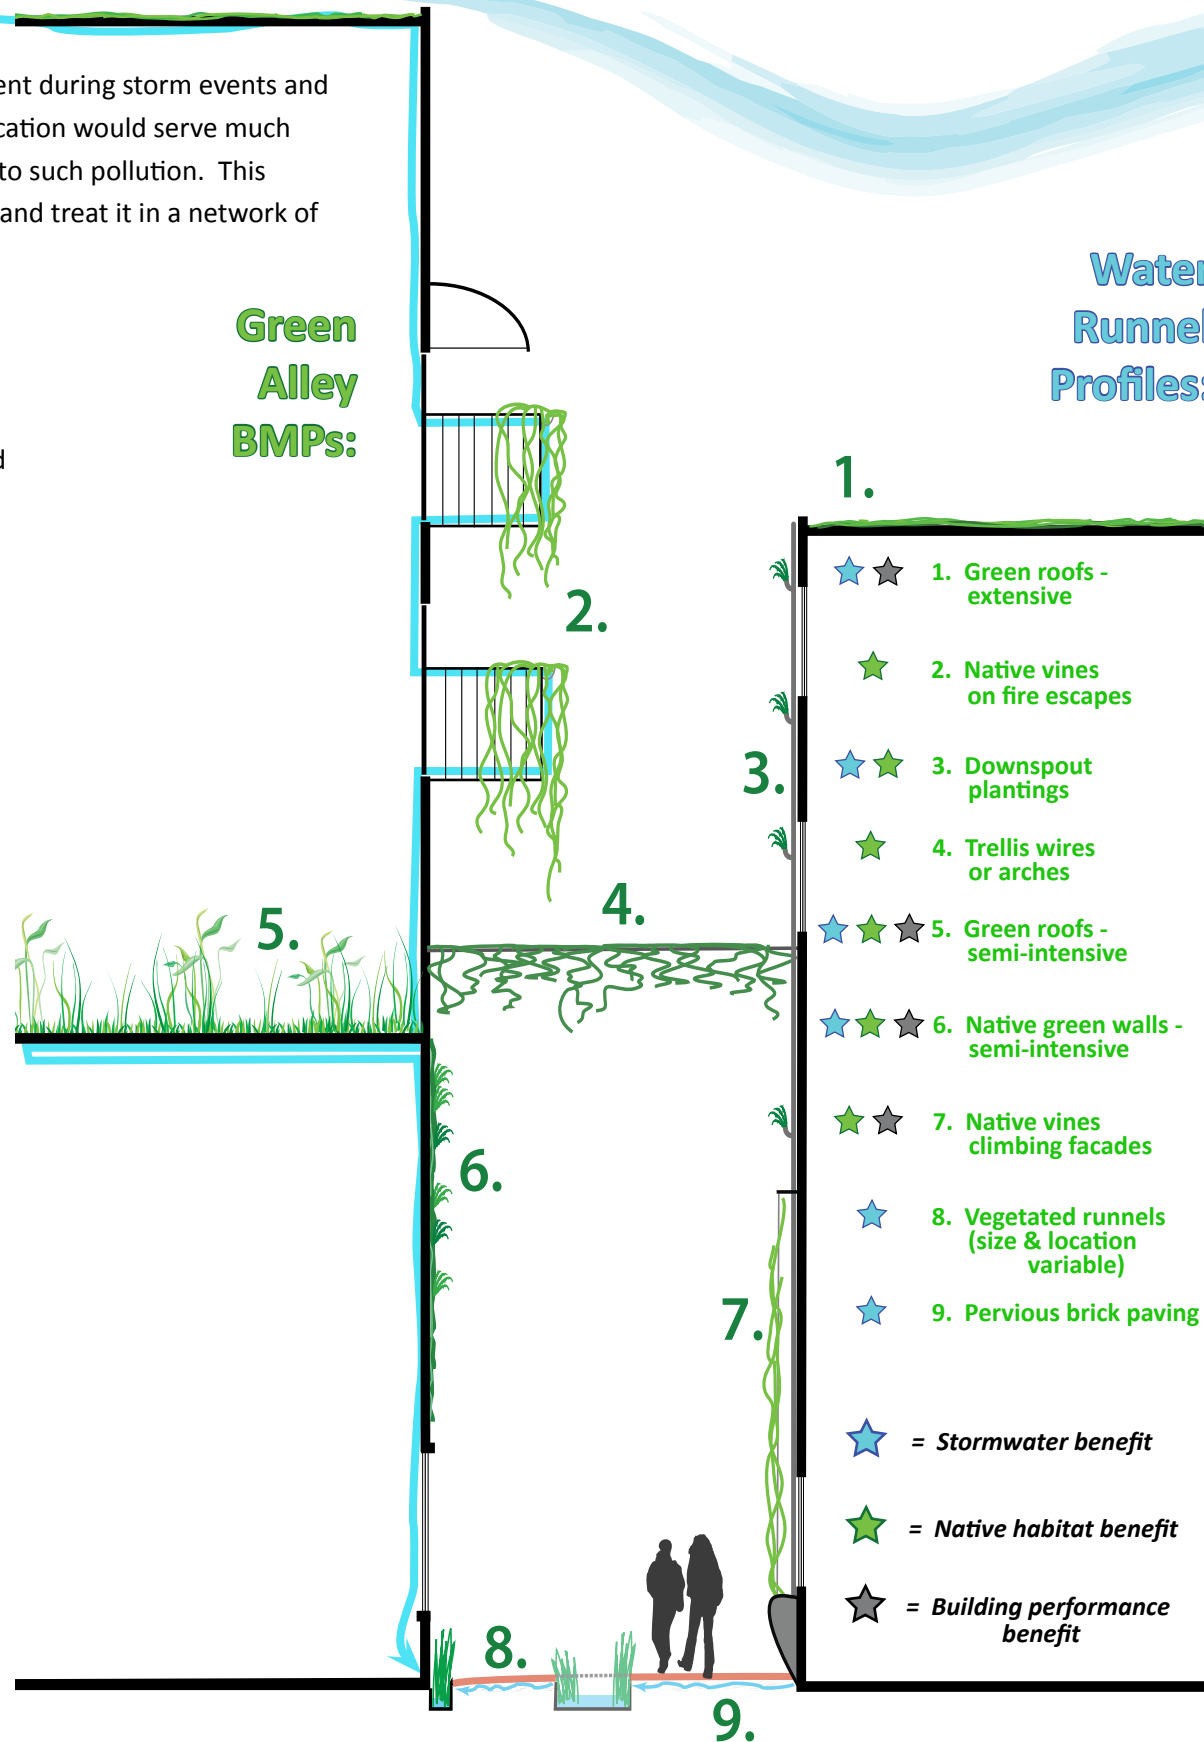 ent during storm events and
cation would serve much
to such pollution. This
and treat it in a network of
d
Green
Alley
BMPs:
Water
Runnel
Profiles:
1.
2.
3.
4.
5.
6.
7.
8.
9.
1. Green roofs -
extensive
2. Native vines
on fire escapes
3. Downspout
plantings
4. Trellis wires
or arches
5. Green roofs -
semi-intensive
6. Native green walls -
semi-intensive
7. Native vines
climbing facades
8. Vegetated runnels
(size & location
variable)
9. Pervious brick paving
= Stormwater benefit
= Native habitat benefit
= Building performance
benefit